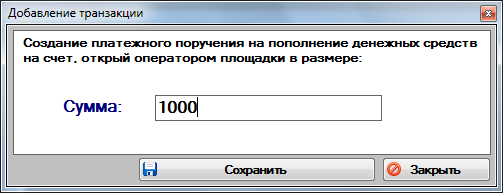 Добавление транзакции
Создание платежного поручения на пополнение денежных средств
на счет, открый оператором площадки в размере:
Сумма: 1000
Сохранить Закрыть